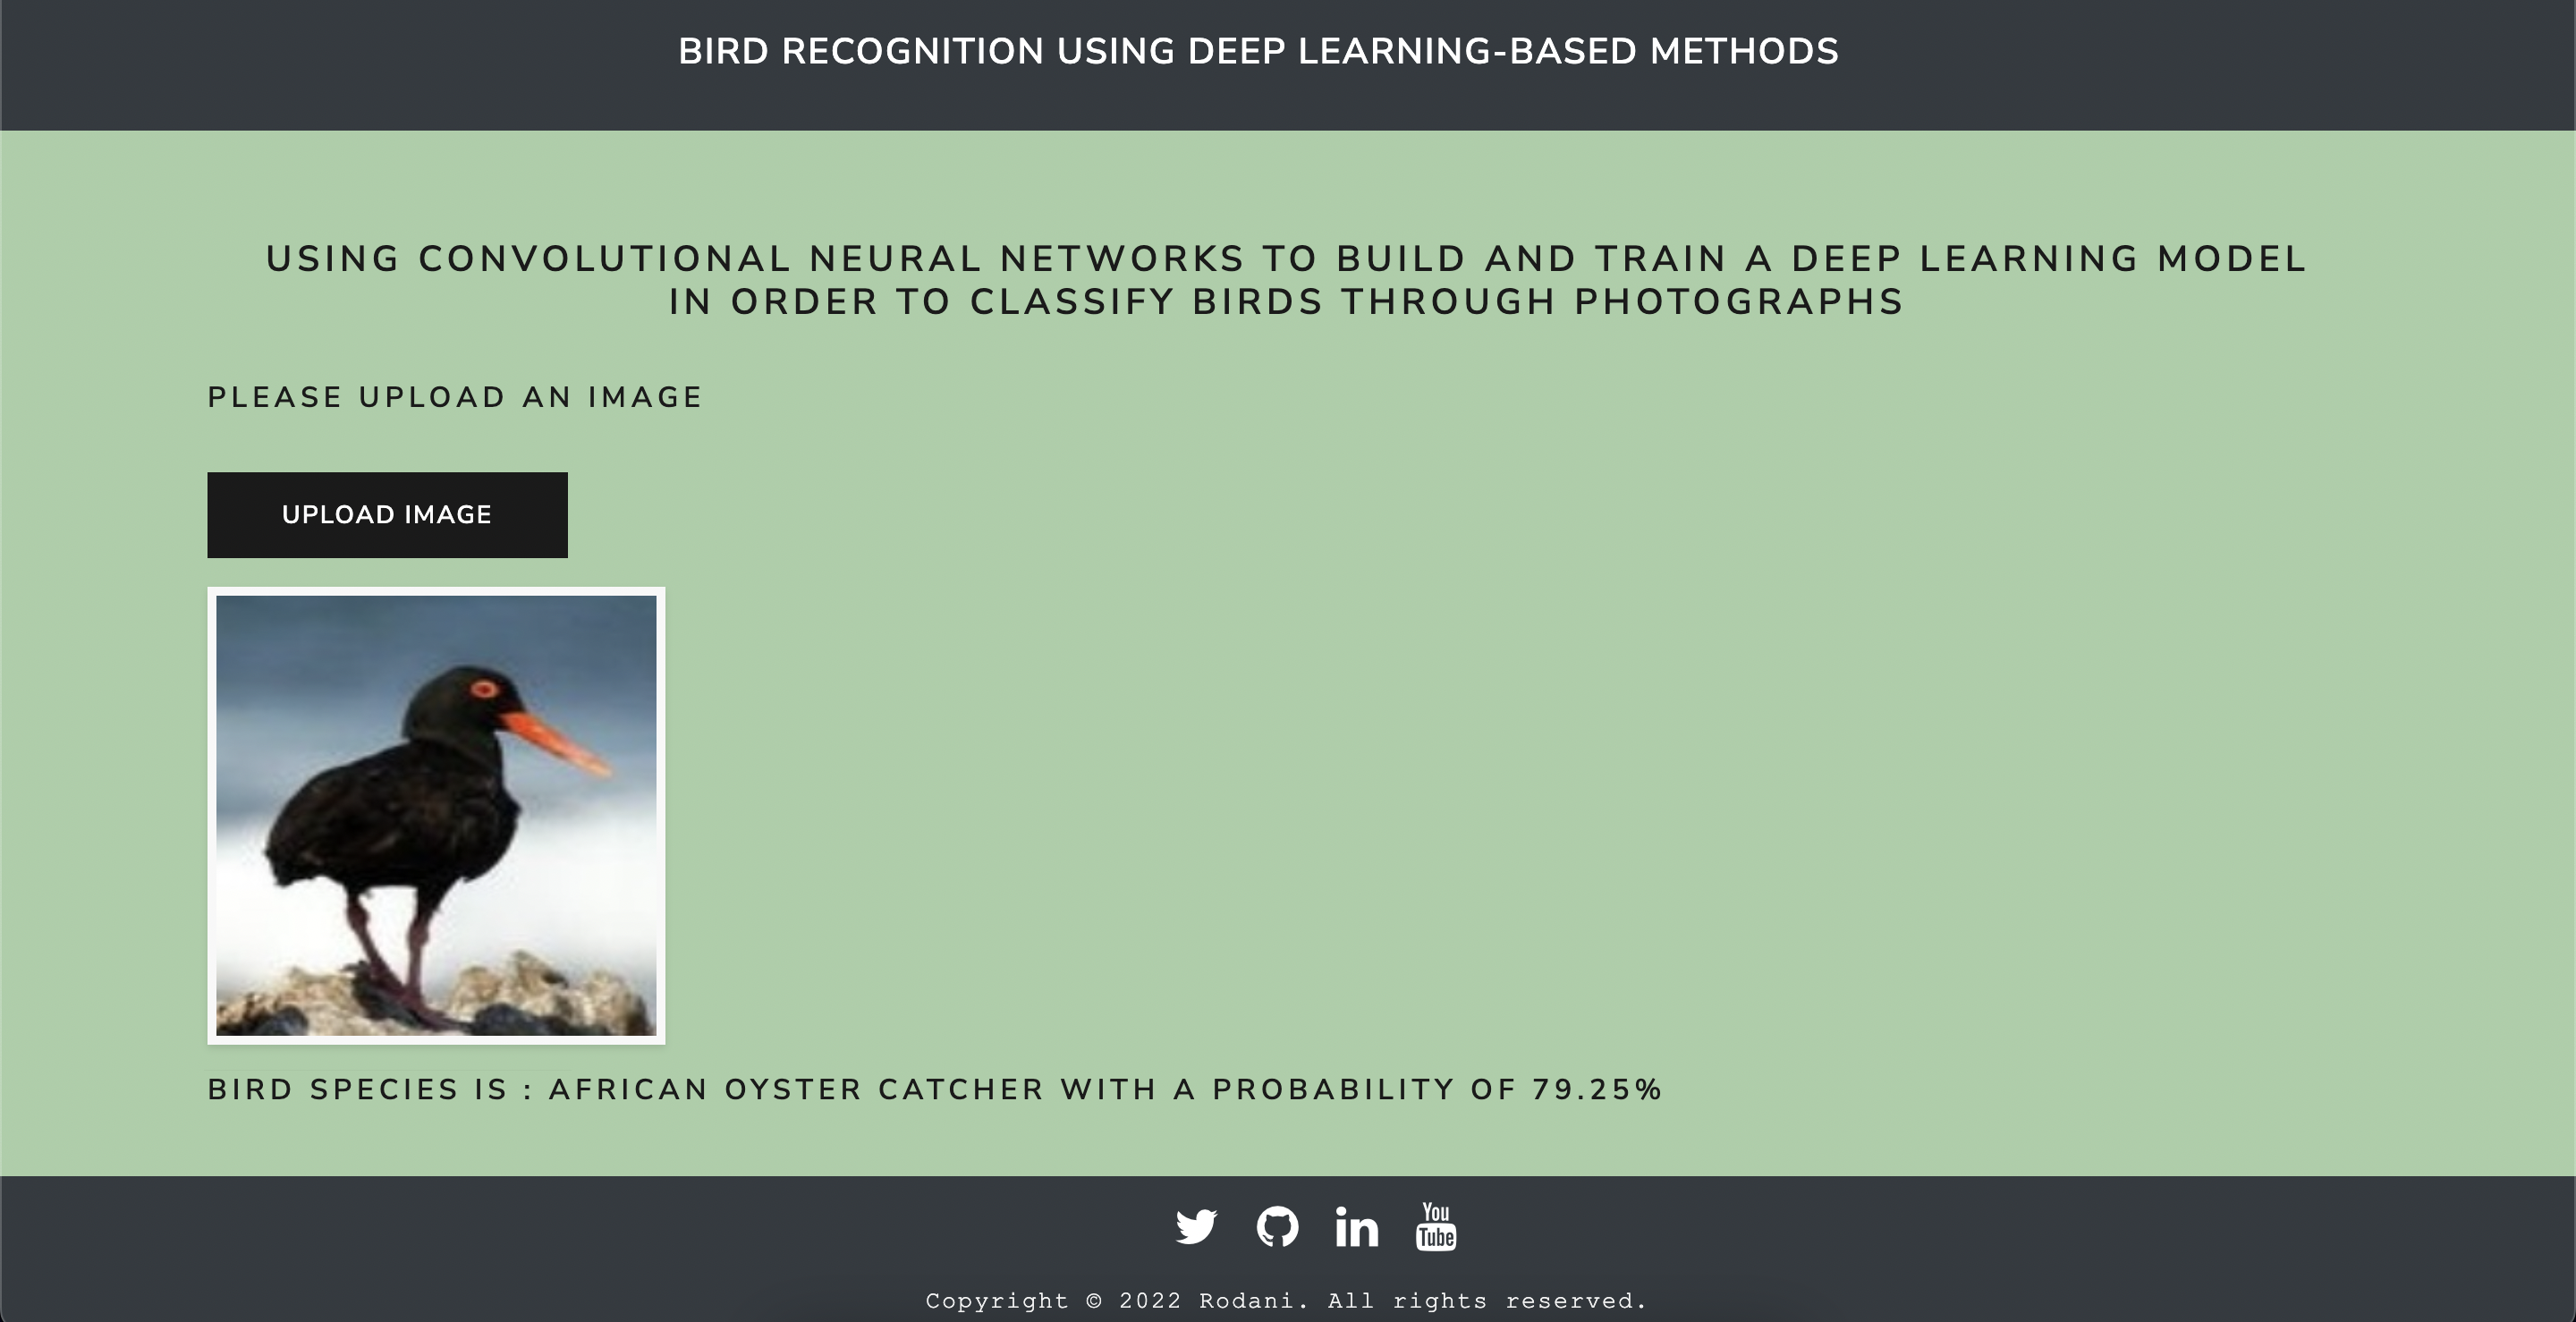 BIRD RECOGNITION USING DEEP LEARNING-BASED METHODS
USING CONVOLUTIONAL NEURAL NETWORKS TO BUILD AND TRAIN A DEEP LEARNING MODEL
IN ORDER TO CLASSIFY BIRDS THROUGH PHOTOGRAPHS
PLEASE UPLOAD AN IMAGE
UPLOAD IMAGE
BIRD SPECIES IS : AFRICAN OYSTER CATCHER WITH A PROBABILITY OF 79.25%
in
You
Tube
Copyright © 2022 Rodani. All rights reserved.